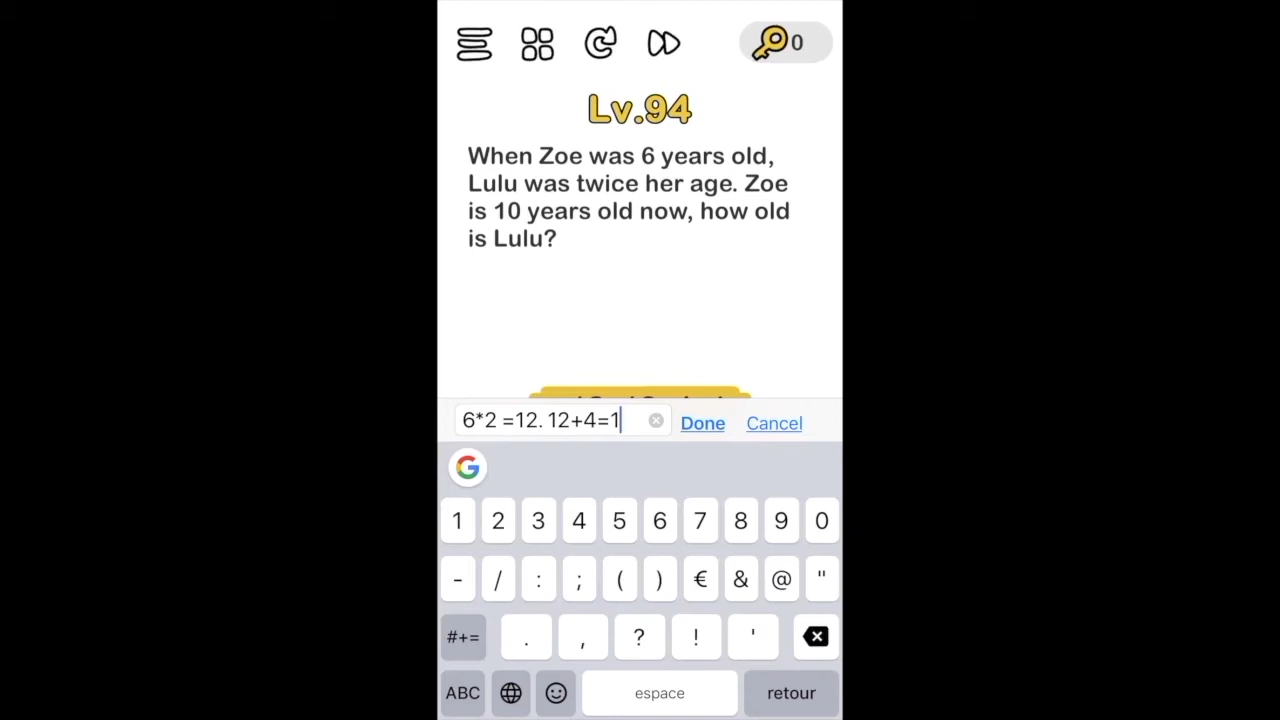 0
Lv.94
When Zoe was 6 years old,
Lulu was twice her age. Zoe
is 10 years old now, how old
is Lulu?
6*2 =12. 12+4=1
Done
Cancel
G
1 2 3 4 5 6 7 8 9 0
- / : ; ( ) € & @ "
#+= . , ? ! '
ABC espace retour